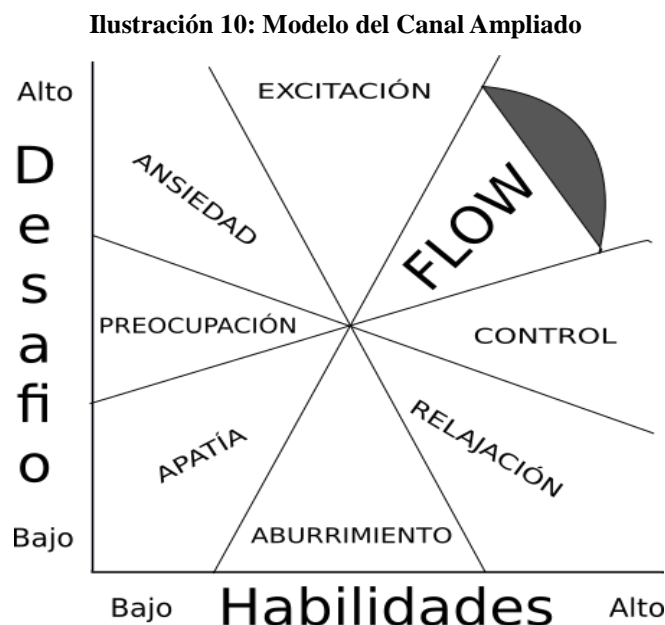 Ilustración 10: Modelo del Canal Ampliado
Alto
EXCITACIÓN
Desafio
ANSIEDAD
FLOW
PREOCUPACIÓN
CONTROL
APATÍA
RELAJACIÓN
ABURRIMIENTO
Bajo
Bajo
Habilidades
Alto